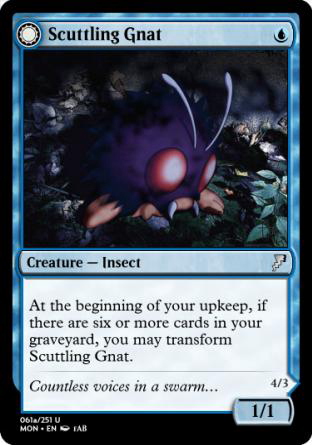 Scuttling Gnat
Creature — Insect
At the beginning of your upkeep, if
there are six or more cards in your
graveyard, you may transform
Scuttling Gnat.
Countless voices in a swarm…
4/3
1/1
061a/251 U
MON • EN rAB